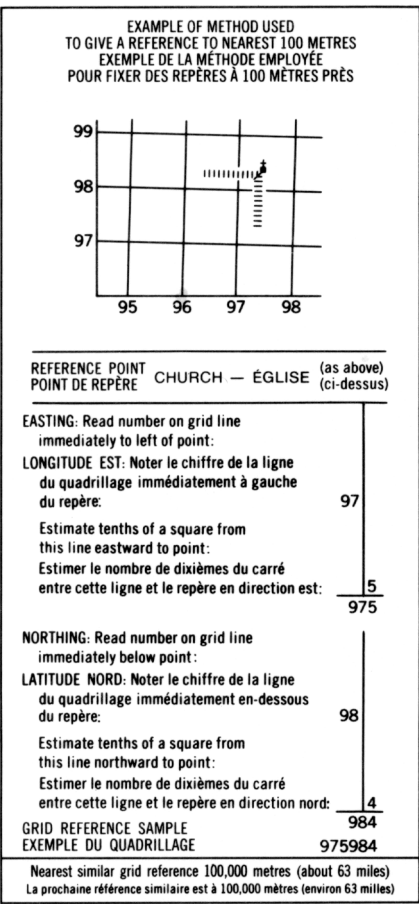 EXAMPLE OF METHOD USED
TO GIVE A REFERENCE TO NEAREST 100 METRES
EXEMPLE DE LA MÉTHODE EMPLOYÉE
POUR FIXER DES REPÈRES À 100 MÈTRES PRÈS
99
98
97
95 96 97 98
REFERENCE POINT
POINT DE REPÈRE
CHURCH — ÉGLISE
(as above)
(ci-dessus)
EASTING: Read number on grid line
immediately to left of point:
LONGITUDE EST: Noter le chiffre de la ligne
du quadrillage immédiatement à gauche
du repère: 97
Estimate tenths of a square from
this line eastward to point:
Estimer le nombre de dixièmes du carré
entre cette ligne et le repère en direction est: 5
975
NORTHING: Read number on grid line
immediately below point:
LATITUDE NORD: Noter le chiffre de la ligne
du quadrillage immédiatement en-dessous
du repère: 98
Estimate tenths of a square from
this line northward to point:
Estimer le nombre de dixièmes du carré
entre cette ligne et le repère en direction nord: 4
984
GRID REFERENCE SAMPLE
EXEMPLE DU QUADRILLAGE 975984
Nearest similar grid reference 100,000 metres (about 63 miles)
La prochaine référence similaire est à 100,000 mètres (environ 63 milles)